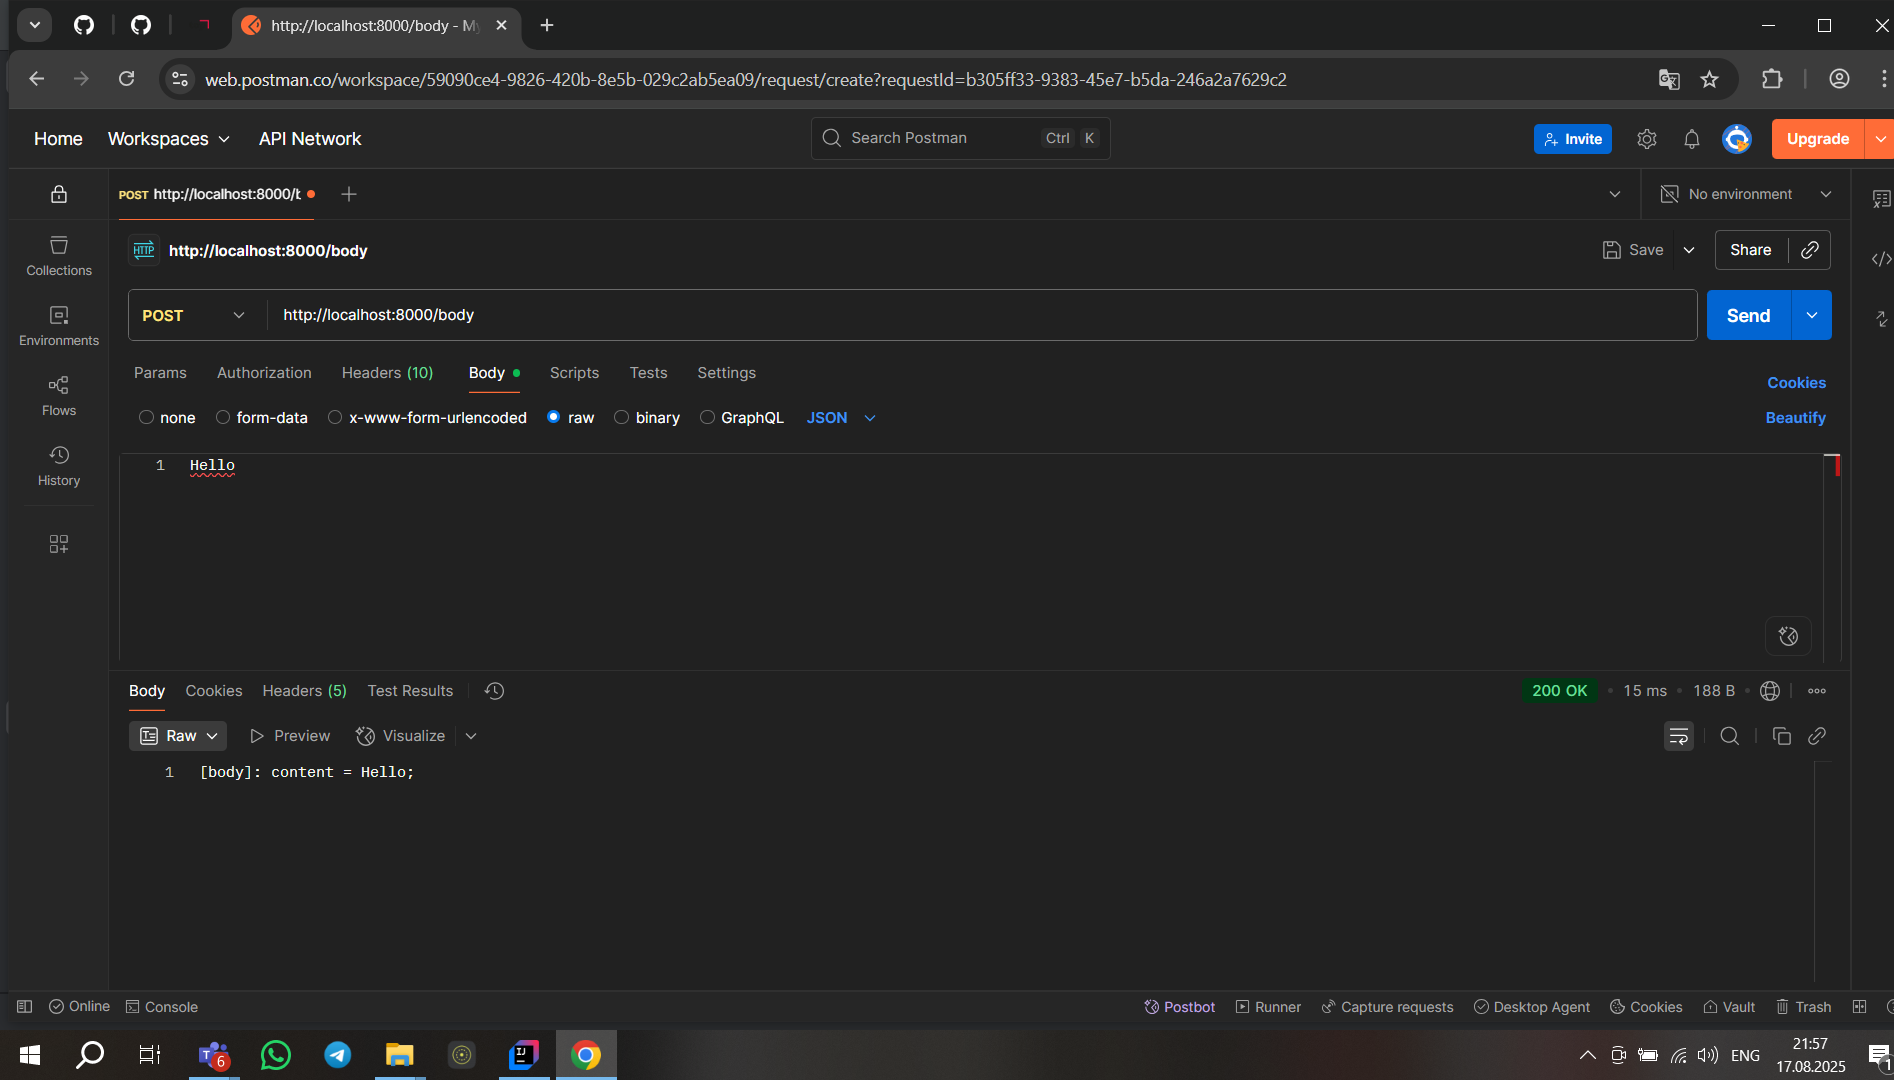 http://localhost:8000/body - My
web.postman.co/workspace/59090ce4-9826-420b-8e5b-029c2ab5ea09/request/create?requestId=b305ff33-9383-45e7-b5da-246a2a7629c2
Home Workspaces API Network Search Postman Ctrl K Invite Upgrade
POST http://localhost:8000/b No environment
HTTP http://localhost:8000/body Save Share
Collections
POST http://localhost:8000/body Send
Environments
Params Authorization Headers (10) Body Scripts Tests Settings Cookies
Flows
none form-data x-www-form-urlencoded raw binary GraphQL JSON Beautify
1 Hello
History
Body Cookies Headers (5) Test Results 200 OK 15 ms 188 B
Raw Preview Visualize
1 [body]: content = Hello;
Online Console Postbot Runner Capture requests Desktop Agent Cookies Vault Trash
6 ENG 21:57
17.08.2025 1